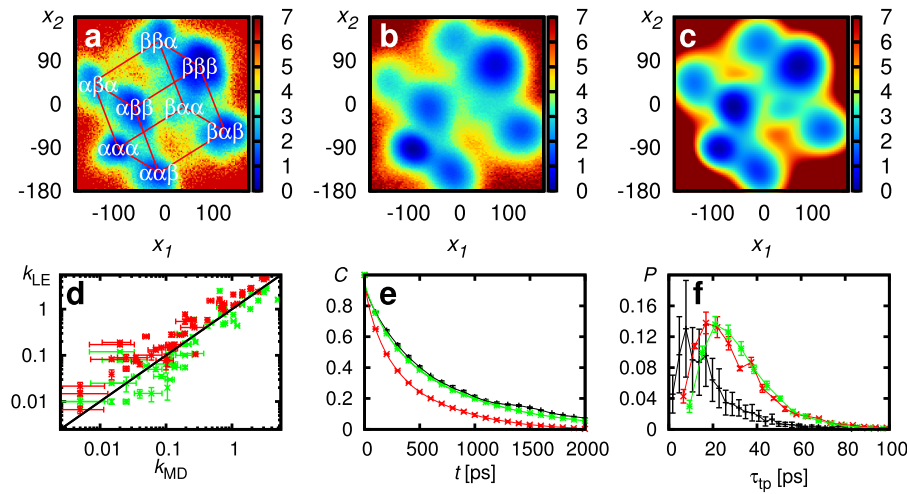 x2 a 7
90 6
ββα 5
βββ
αβα 4
0 αββ βαα 3
βαβ 2
-90 ααα 1
ααβ
-180 0
-100 0 100
x1
x2 b 7
90 6
5
4
0 3
2
-90 1
-180 0
-100 0 100
x1
x2 c 7
90 6
5
4
0 3
2
-90 1
-180 0
-100 0 100
x1
kLE d
1
0.1
0.01
0.01 0.1 1
kMD
C e
0.8
0.6
0.4
0.2
0
0 500 1000 1500 2000
t [ps]
P f
0.16
0.12
0.08
0.04
0
0 20 40 60 80 100
τtp [ps]